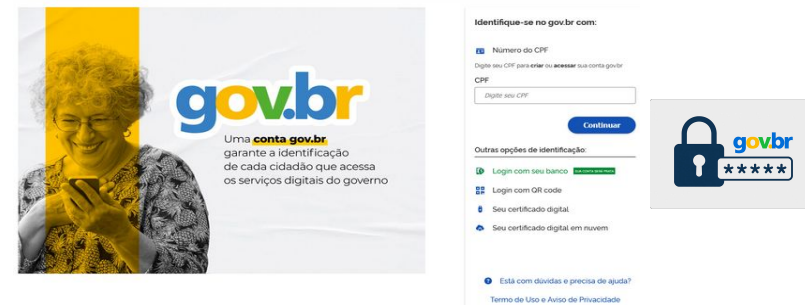 gov.br
Uma conta gov.br
garante a identificação
de cada cidadão que acessa
os serviços digitais do governo
Identifique-se no gov.br com:
Número do CPF
Digite seu CPF para criar ou acessar sua conta gov.br
CPF
Digite seu CPF
Continuar
Outras opções de identificação:
Login com seu banco
Login com QR code
Seu certificado digital
Seu certificado digital em nuvem
Está com dúvidas e precisa de ajuda?
Termo de Uso e Aviso de Privacidade
govbr
*****